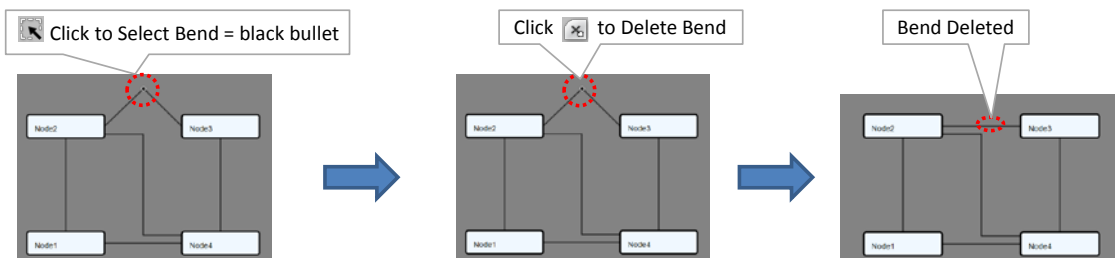 Click to Select Bend = black bullet
Click to Delete Bend
Bend Deleted
Node2
Node3
Node1
Node4
Node2
Node3
Node1
Node4
Node2
Node3
Node1
Node4